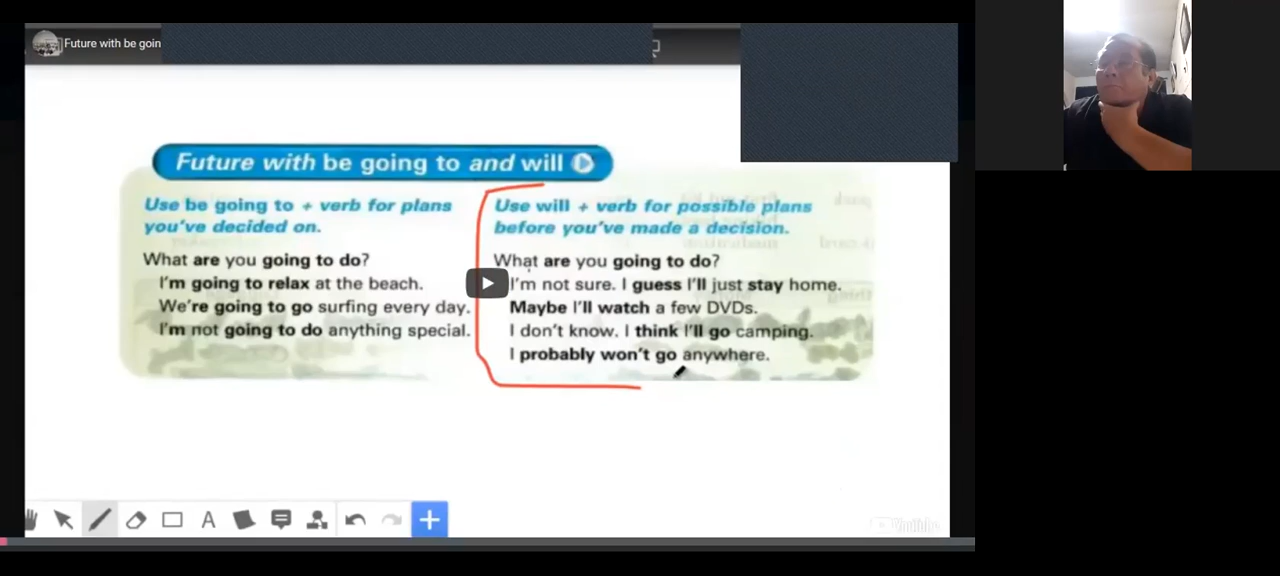 Future with be goin
Future with be going to and will
Use be going to + verb for plans
you've decided on.
What are you going to do?
I'm going to relax at the beach.
We're going to go surfing every day.
I'm not going to do anything special.
Use will + verb for possible plans
before you've made a decision.
What are you going to do?
I'm not sure. I guess I'll just stay home.
Maybe I'll watch a few DVDs.
I don't know. I think I'll go camping.
I probably won't go anywhere.
A
YouTube